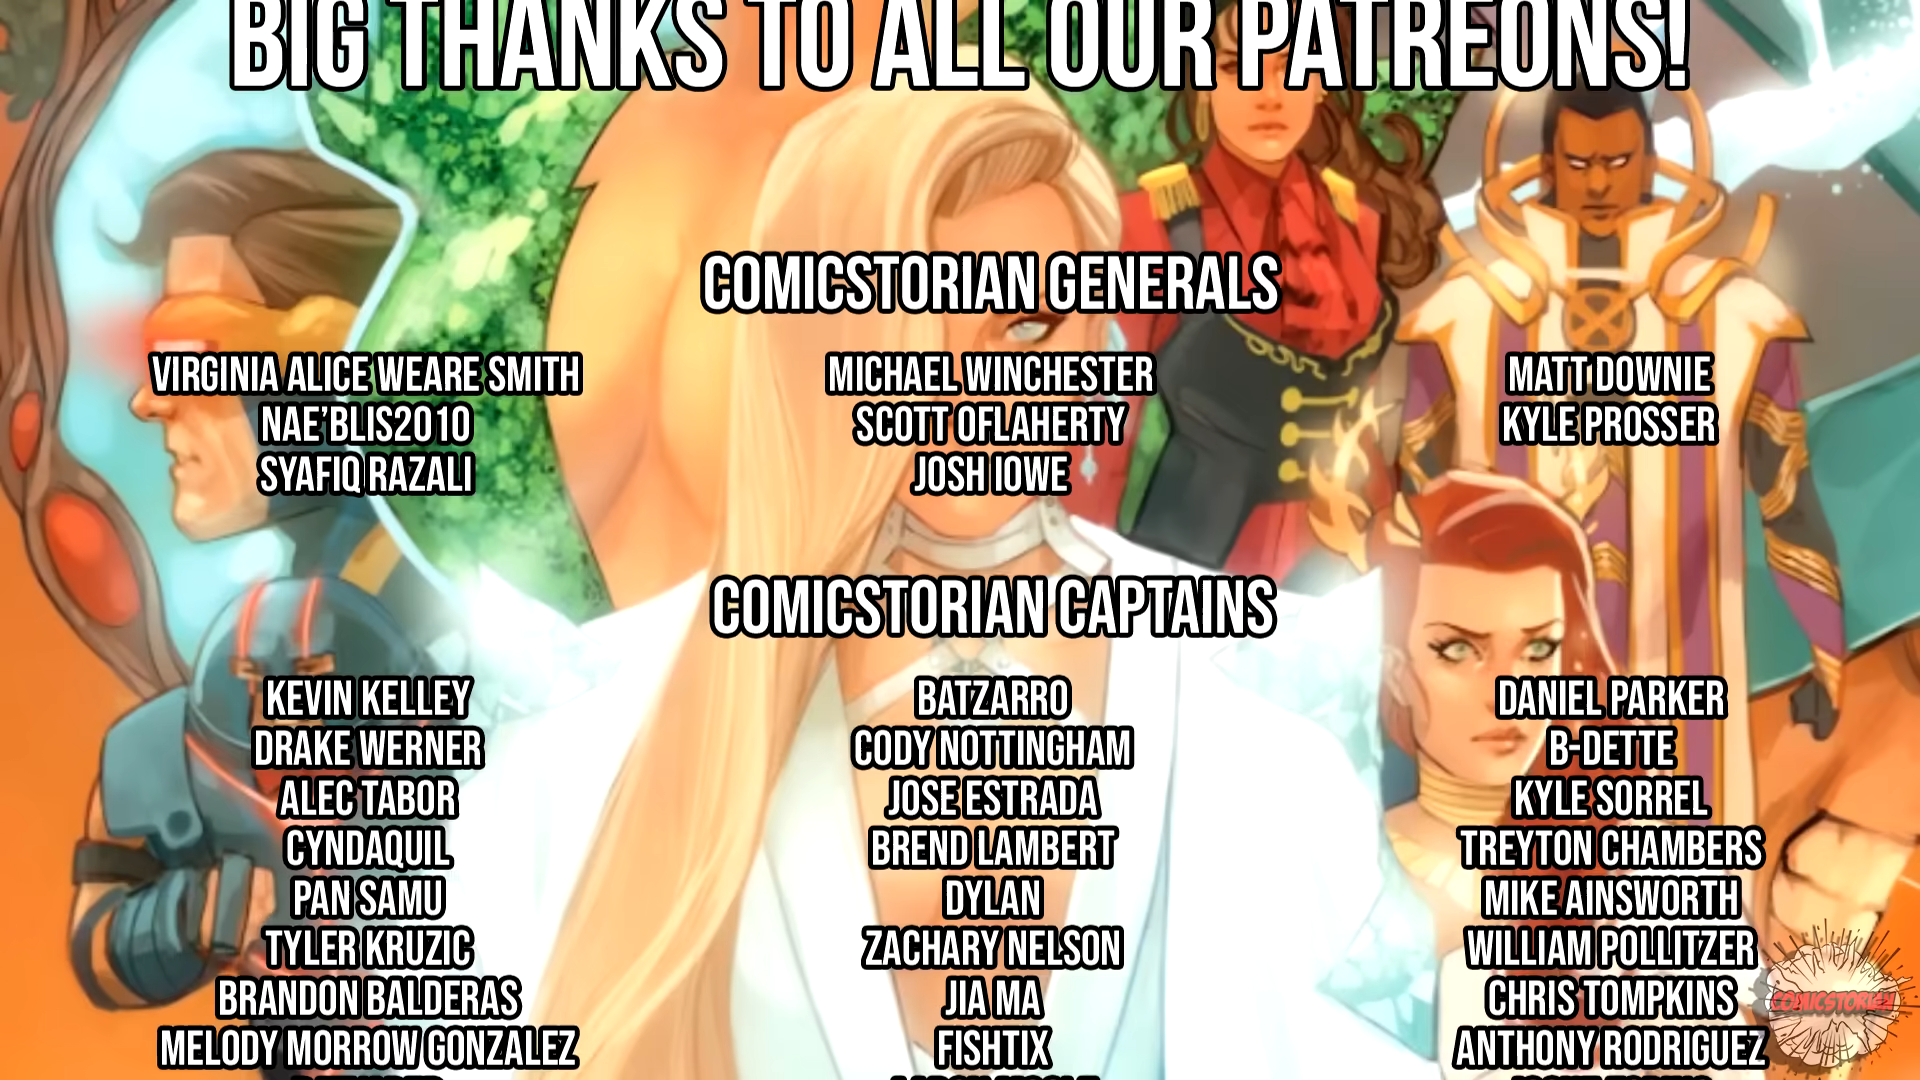 BIG THANKS TO ALL OUR PATREONS!
COMICSTORIAN GENERALS
VIRGINIA ALICE WEARE SMITH
NAE'BLIS2010
SYAFIQ RAZALI
MICHAEL WINCHESTER
SCOTT OFLAHERTY
JOSH IOWE
MATT DOWNIE
KYLE PROSSER
COMICSTORIAN CAPTAINS
KEVIN KELLEY
DRAKE WERNER
ALEC TABOR
CYNDAQUIL
PAN SAMU
TYLER KRUZIC
BRANDON BALDERAS
MELODY MORROW GONZALEZ
BATZARRO
CODY NOTTINGHAM
JOSE ESTRADA
BREND LAMBERT
DYLAN
ZACHARY NELSON
JIA MA
FISHTIX
DANIEL PARKER
B-DETTE
KYLE SORREL
TREYTON CHAMBERS
MIKE AINSWORTH
WILLIAM POLLITZER
CHRIS TOMPKINS
ANTHONY RODRIGUEZ
COMICSTORIAN